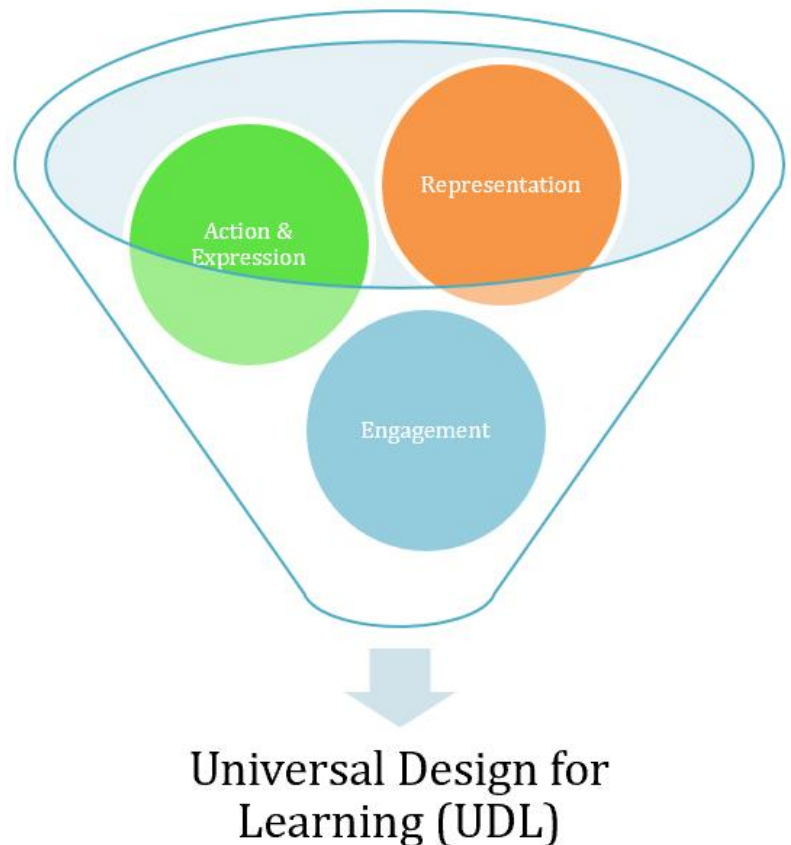 Representation
Action &
Expression
Engagement
Universal Design for
Learning (UDL)